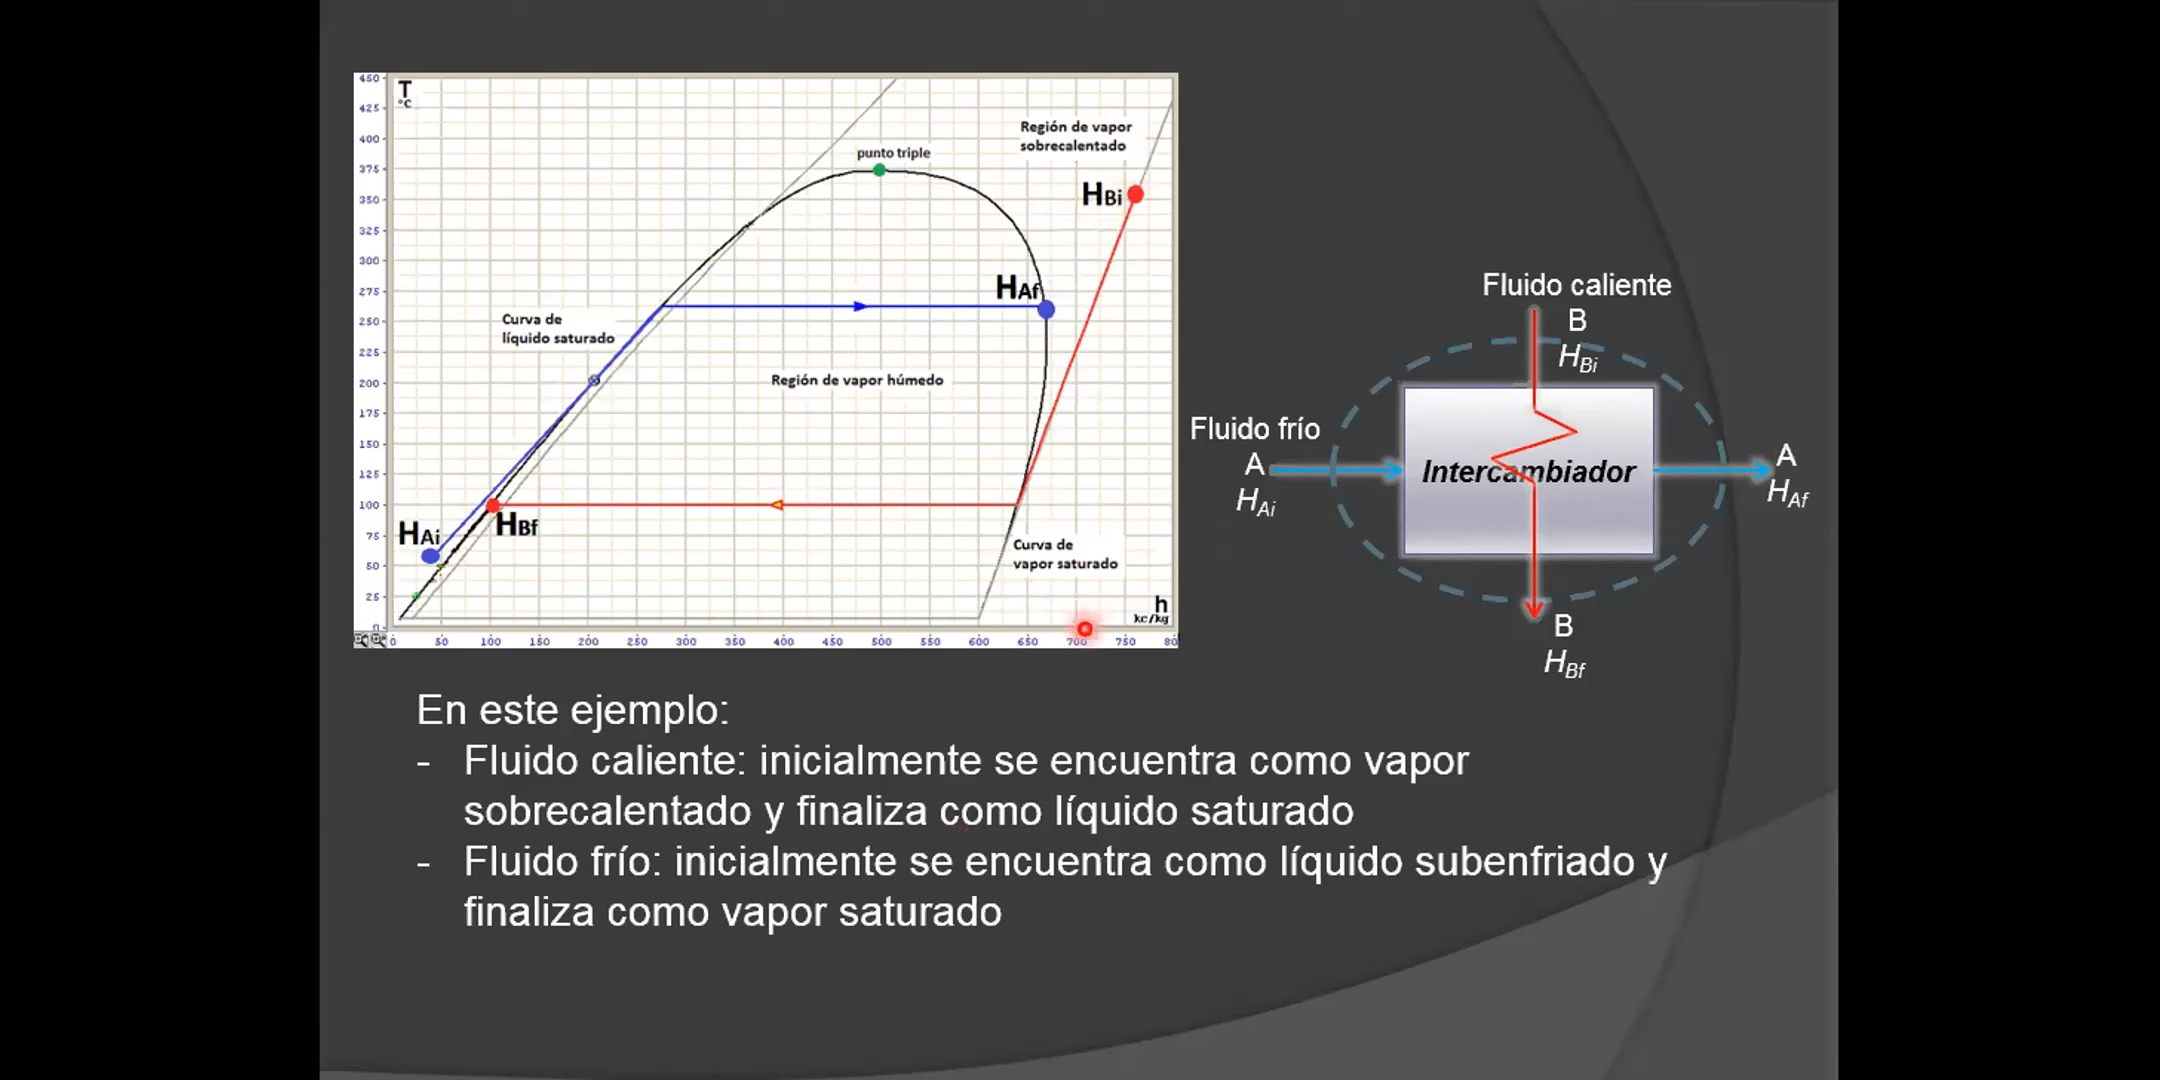 450
T
°C
425
400
375
350
325
300
275
250
225
200
175
150
125
100
75
50
25
0
Región de vapor
sobrecalentado
punto triple
HBi
HAf
Curva de
líquido saturado
Región de vapor húmedo
HAi
HBf
Curva de
vapor saturado
h
kc/kg
0 50 100 150 200 250 300 350 400 450 500 550 600 650 700 750 80
Fluido caliente
B
HBi
Fluido frío
A
HAi
Intercambiador
A
HAf
B
HBf
En este ejemplo:
- Fluido caliente: inicialmente se encuentra como vapor
sobrecalentado y finaliza como líquido saturado
- Fluido frío: inicialmente se encuentra como líquido subenfriado y
finaliza como vapor saturado